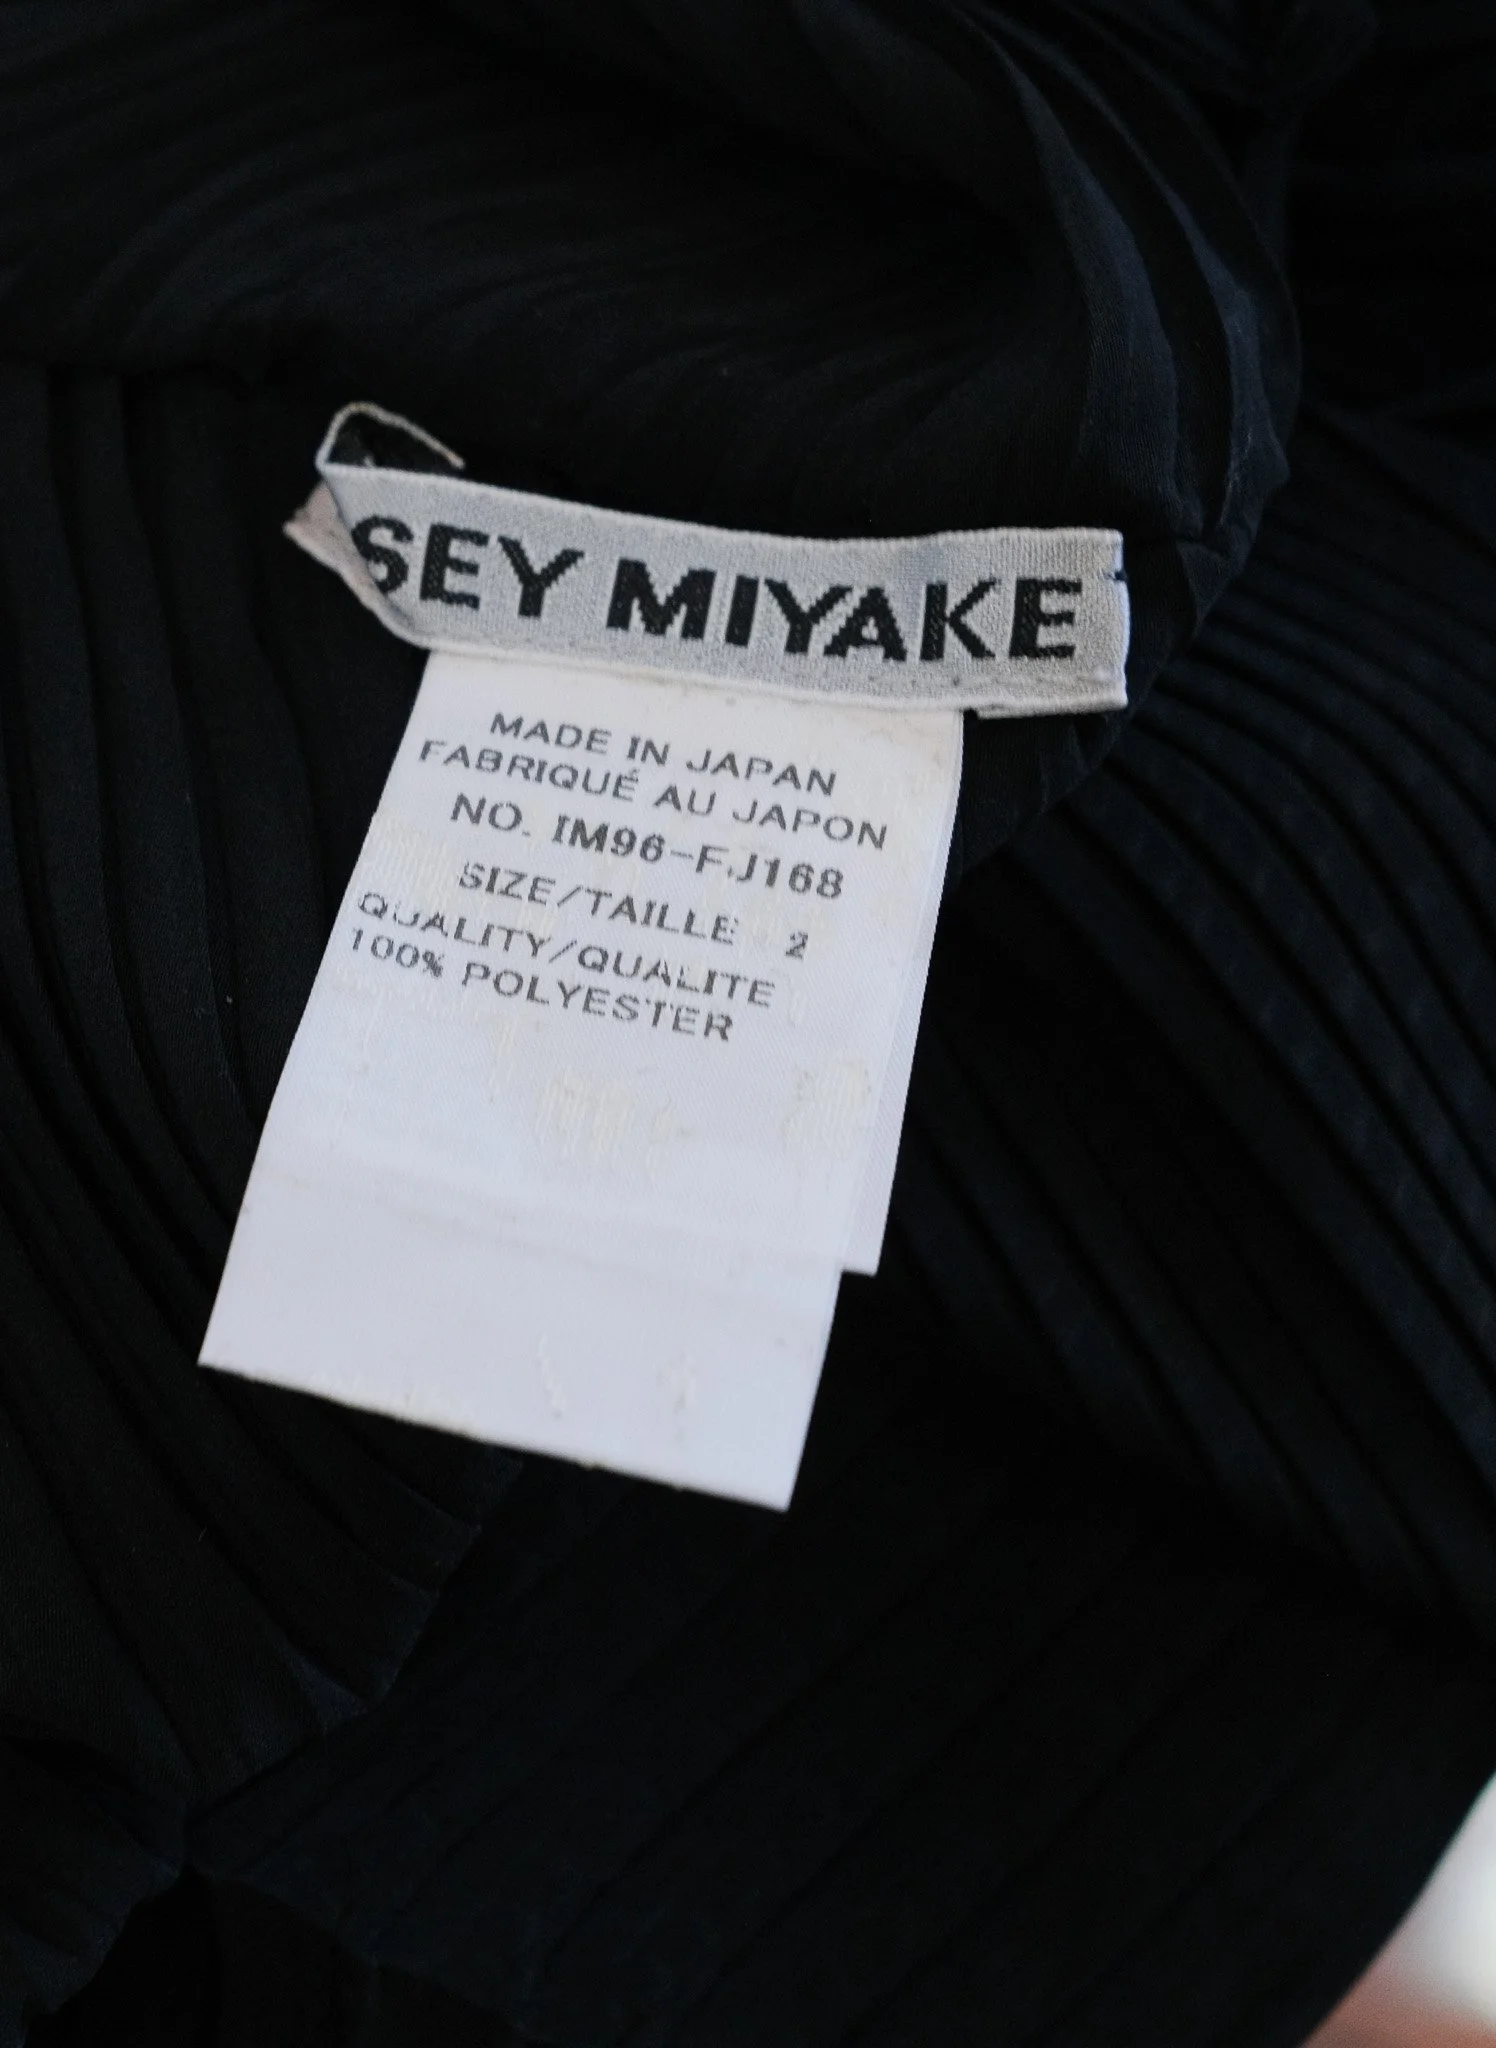 SEY MIYAKE
MADE IN JAPAN
FABRIQUÉ AU JAPON
NO. IM96-FJ168
SIZE/TAILLE 2
QUALITY/QUALITE
100% POLYESTER